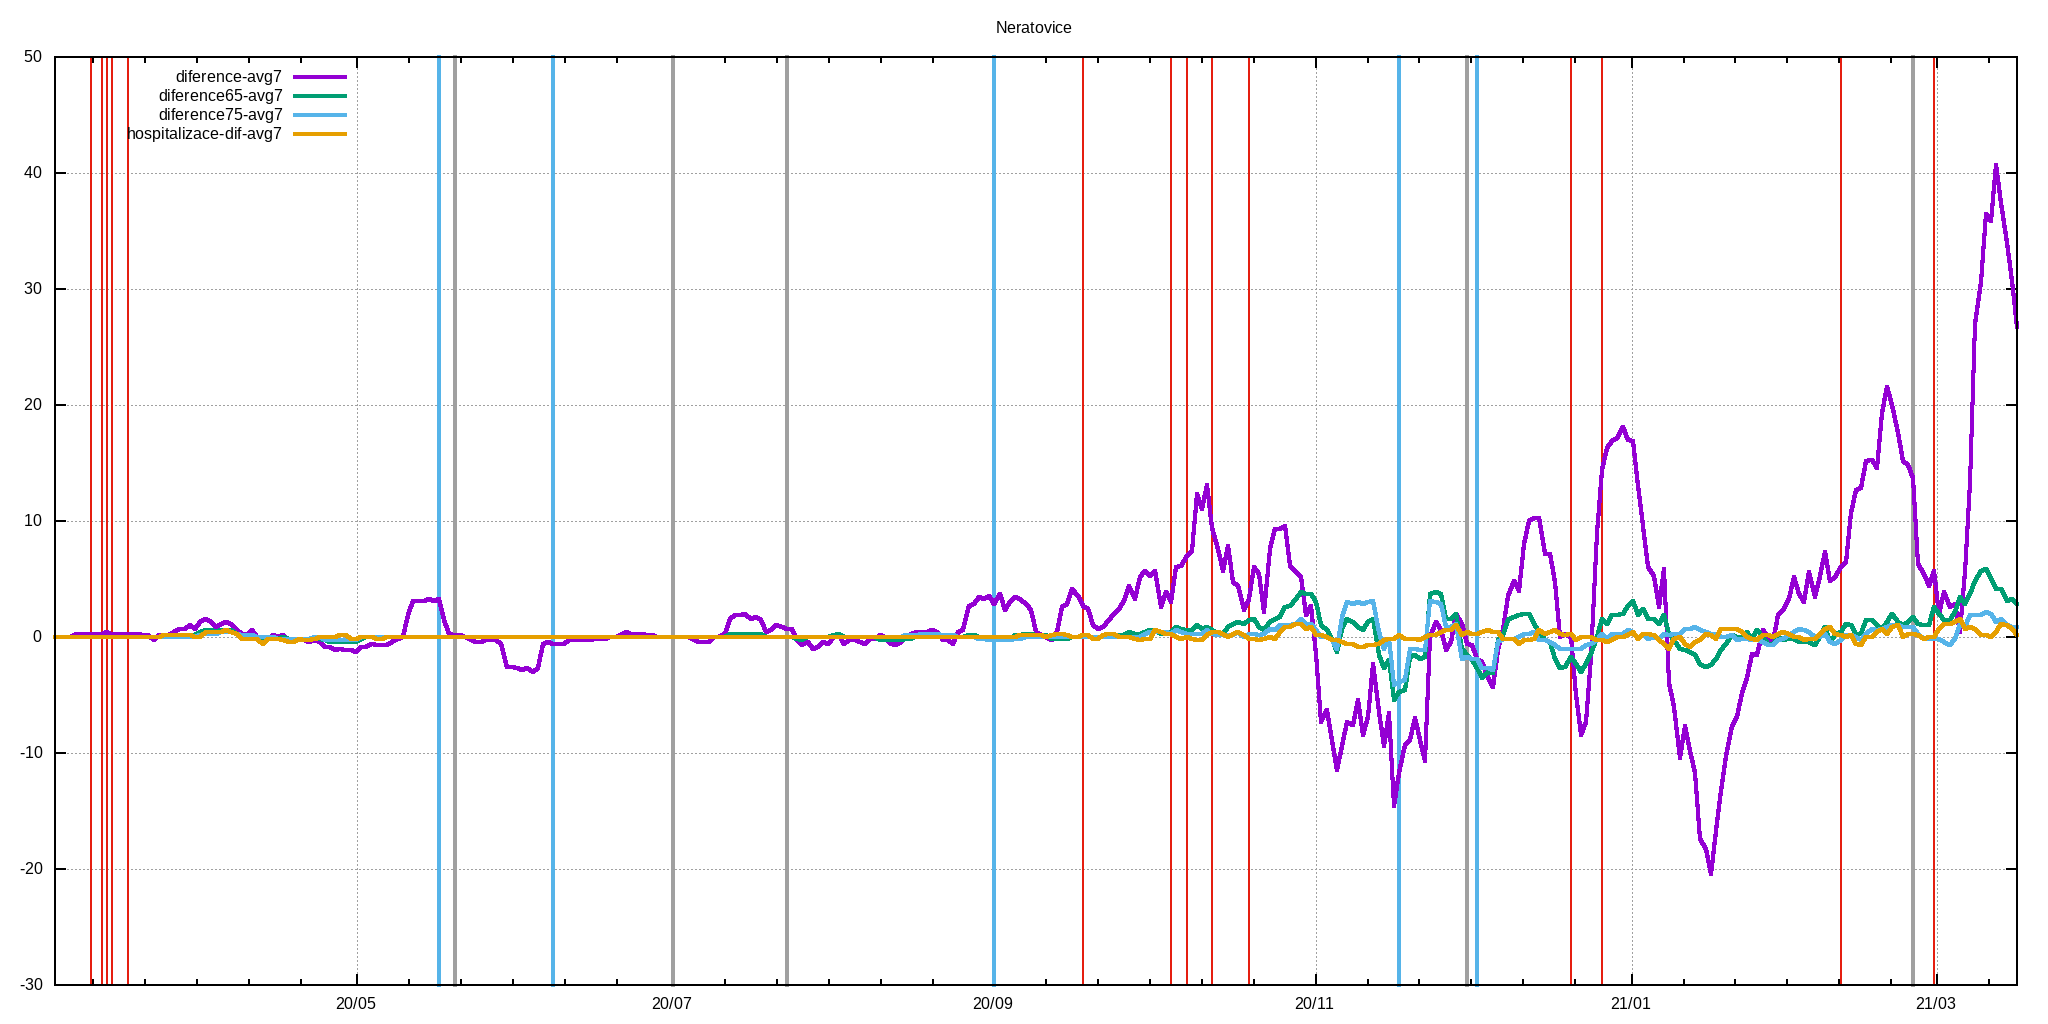 Neratovice
50
diference-avg7
diference65-avg7
diference75-avg7
hospitalizace-dif-avg7
40
30
20
10
0
-10
-20
-30
20/05 20/07 20/09 20/11 21/01 21/03